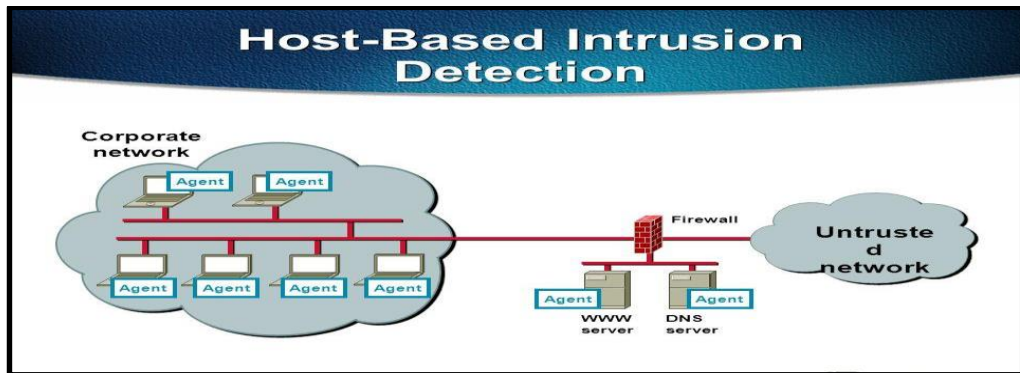 Host-Based Intrusion
Detection
Corporate
network
Agent
Agent
Agent
Agent
Agent
Agent
Firewall
Untruste
d
network
Agent
Agent
WWW
server
DNS
server